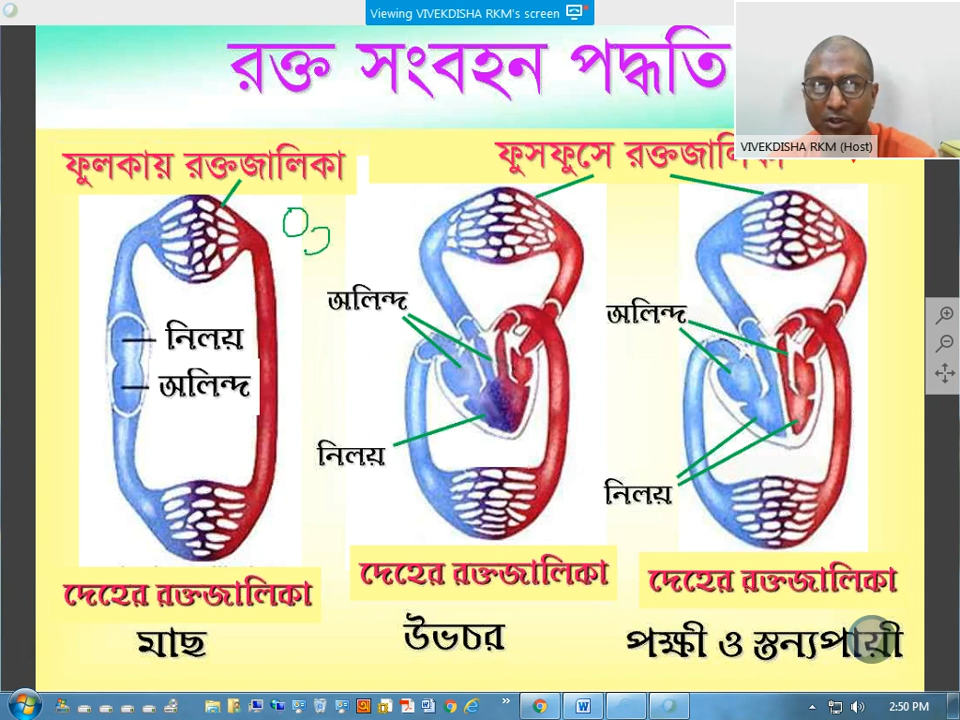 Viewing VIVEKDISHA RKM's screen
রক্ত সংবহন পদ্ধতি
VIVEKDISHA RKM (Host)
ফুলকায় রক্তজালিকা
ফুসফুসে রক্তজালিকা
O2
নিলয়
অলিন্দ
অলিন্দ
নিলয়
অলিন্দ
নিলয়
দেহের রক্তজালিকা
দেহের রক্তজালিকা
দেহের রক্তজালিকা
মাছ
উভচর
পক্ষী ও স্তন্যপায়ী
2:50 PM